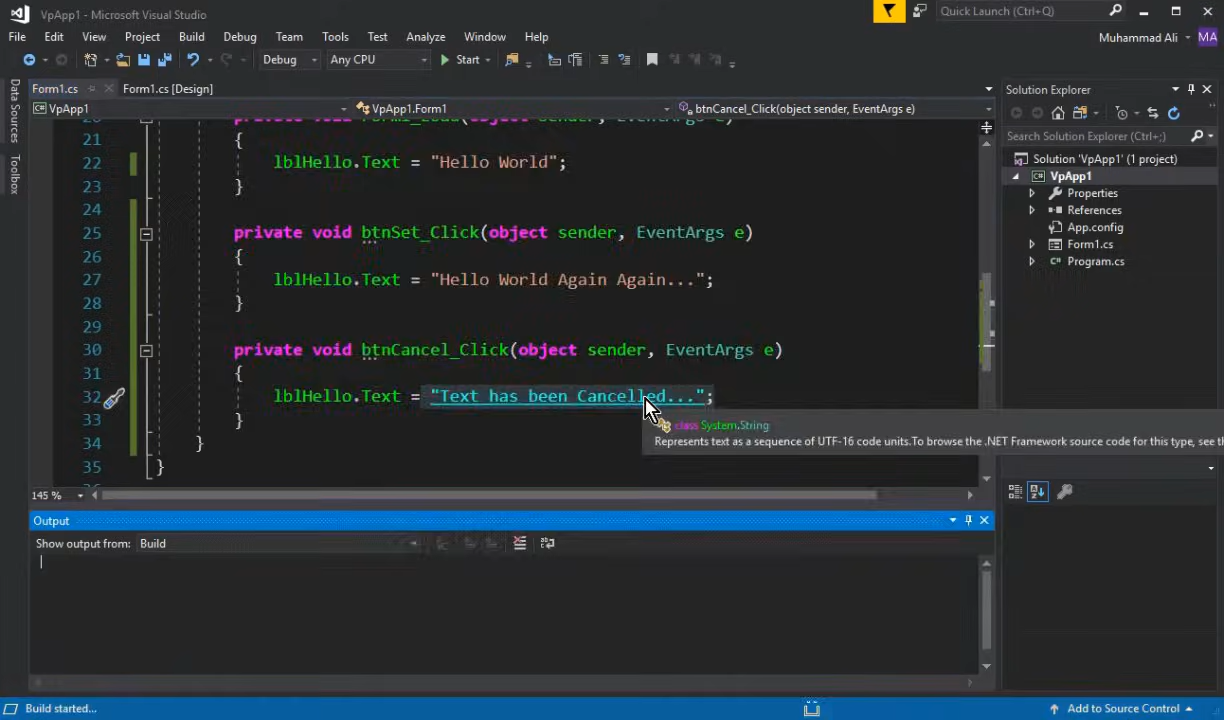 VpApp1 - Microsoft Visual Studio
Quick Launch (Ctrl+Q)
File Edit View Project Build Debug Team Tools Test Analyze Window Help
Muhammad Ali MA
Debug Any CPU Start
Data Sources
Toolbox
Form1.cs Form1.cs [Design]
VpApp1 VpApp1.Form1 btnCancel_Click(object sender, EventArgs e)
20 private void Form1_Load(object sender, EventArgs e)
21 {
22 lblHello.Text = "Hello World";
23 }
24
25 private void btnSet_Click(object sender, EventArgs e)
26 {
27 lblHello.Text = "Hello World Again Again...";
28 }
29
30 private void btnCancel_Click(object sender, EventArgs e)
31 {
32 lblHello.Text = "Text has been Cancelled...";
33 }
34 }
35 }
class System.String
Represents text as a sequence of UTF-16 code units.To browse the .NET Framework source code for this type, see th
145 %
Output
Show output from: Build
Solution Explorer
Search Solution Explorer (Ctrl+;)
Solution 'VpApp1' (1 project)
VpApp1
Properties
References
App.config
Form1.cs
Program.cs
Build started...
Add to Source Control